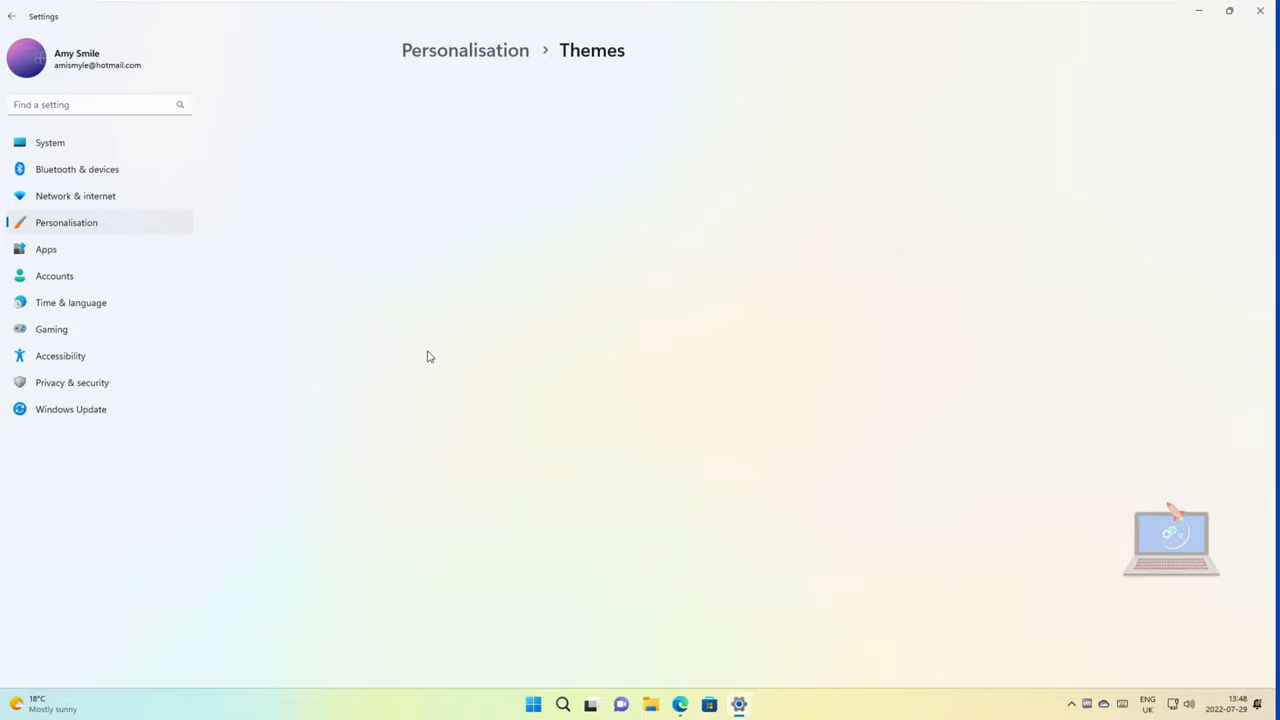 Settings
Personalisation > Themes
Amy Smile
amismyle@hotmail.com
Find a setting
System
Bluetooth & devices
Network & internet
Personalisation
Apps
Accounts
Time & language
Gaming
Accessibility
Privacy & security
Windows Update
18°C
Mostly sunny
ENG
UK
13:48
2022-07-29